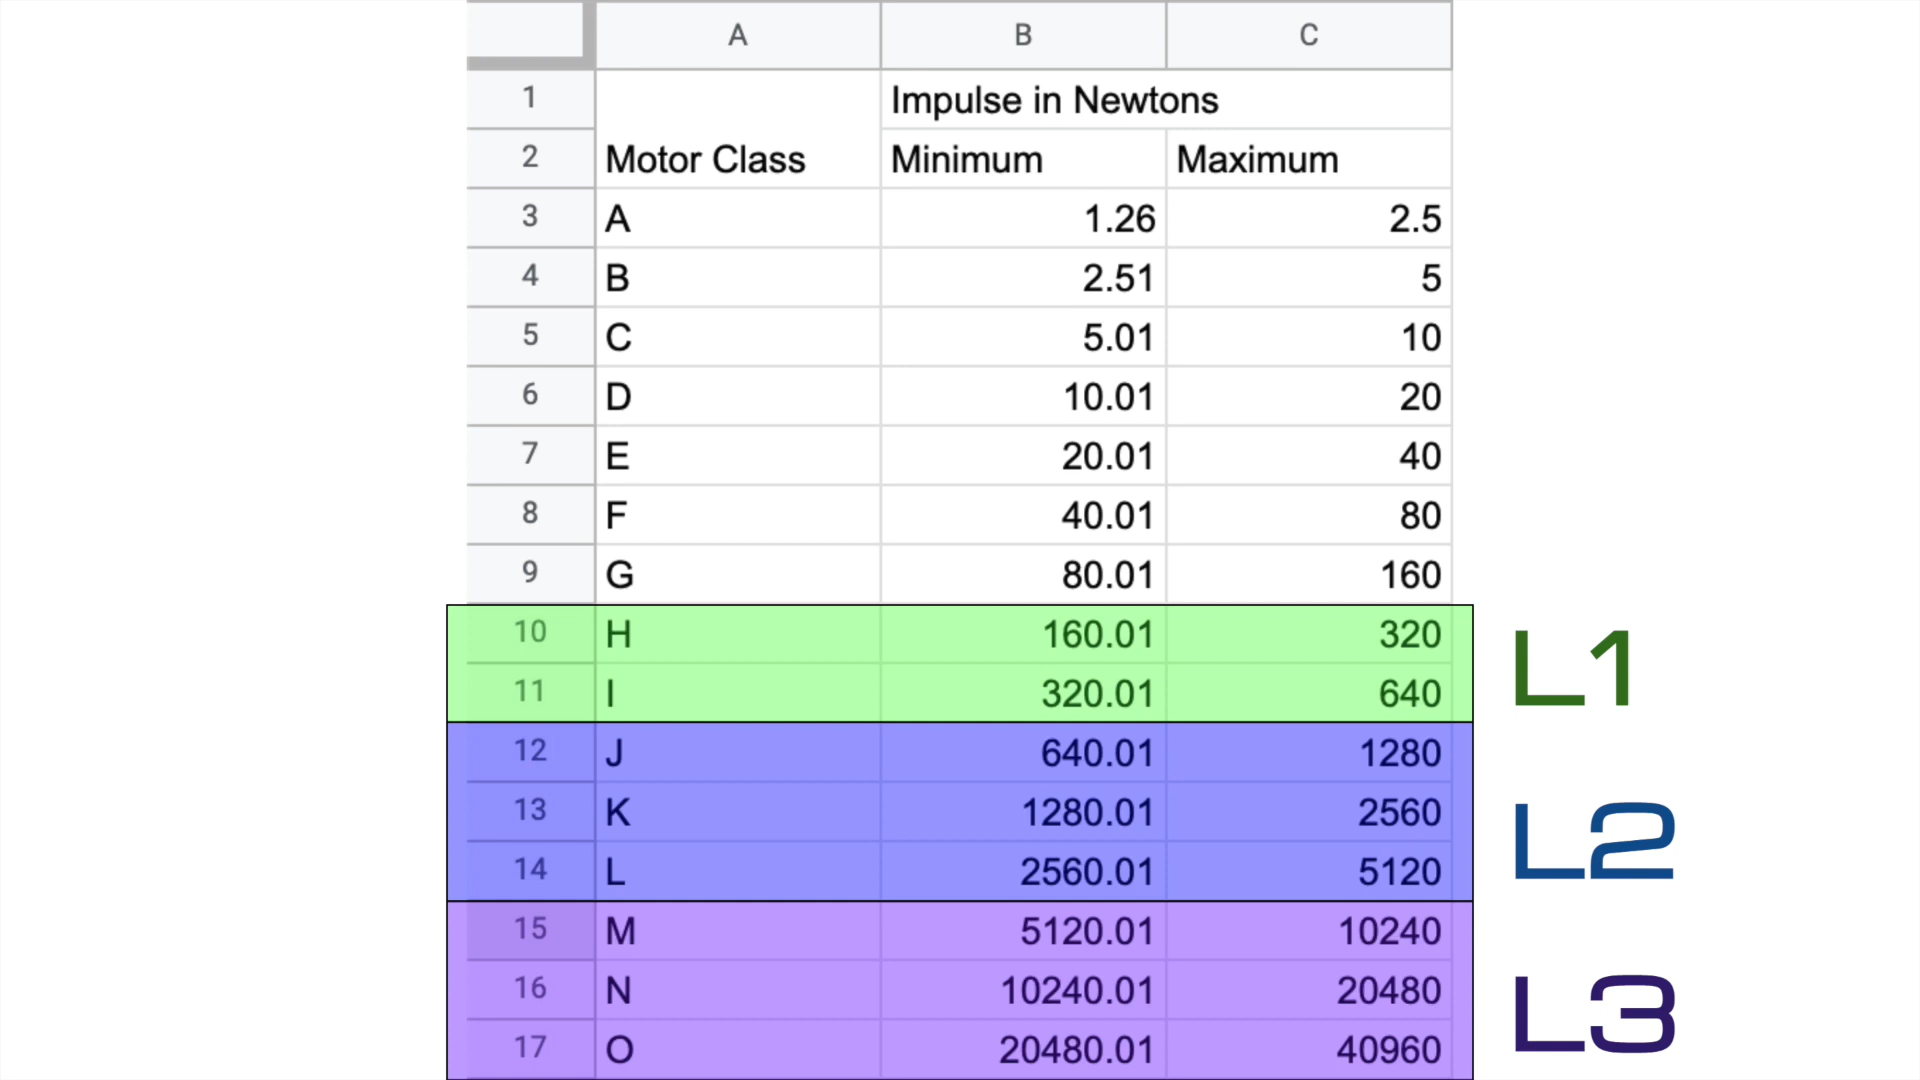 A B C
1 Impulse in Newtons
2 Motor Class Minimum Maximum
3 A 1.26 2.5
4 B 2.51 5
5 C 5.01 10
6 D 10.01 20
7 E 20.01 40
8 F 40.01 80
9 G 80.01 160
10 H 160.01 320
L1
11 I 320.01 640
12 J 640.01 1280
13 K 1280.01 2560
L2
14 L 2560.01 5120
15 M 5120.01 10240
16 N 10240.01 20480
L3
17 O 20480.01 40960